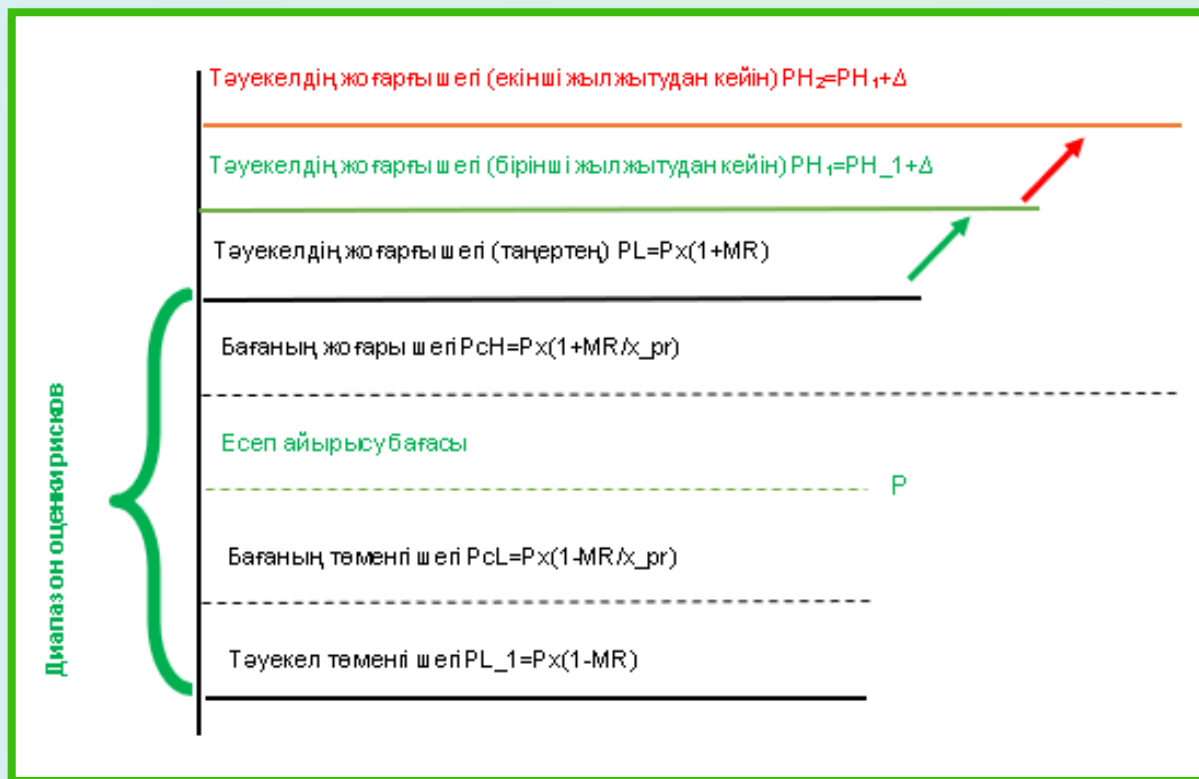 Тәуекелдің жоғарғы шегі (екінші жылжытудан кейін) PH₂=PH₁+Δ
Тәуекелдің жоғарғы шегі (бірінші жылжытудан кейін) PH₁=PH_1+Δ
Тәуекелдің жоғарғы шегі (таңертең) PL=Px(1+MR)
Бағаның жоғары шегі PcH=Px(1+MR/x_pr)
Есеп айырысу бағасы
P
Бағаның төменгі шегі PcL=Px(1-MR/x_pr)
Тәуекел төменгі шегі PL_1=Px(1-MR)
Диапазон оценки рисков